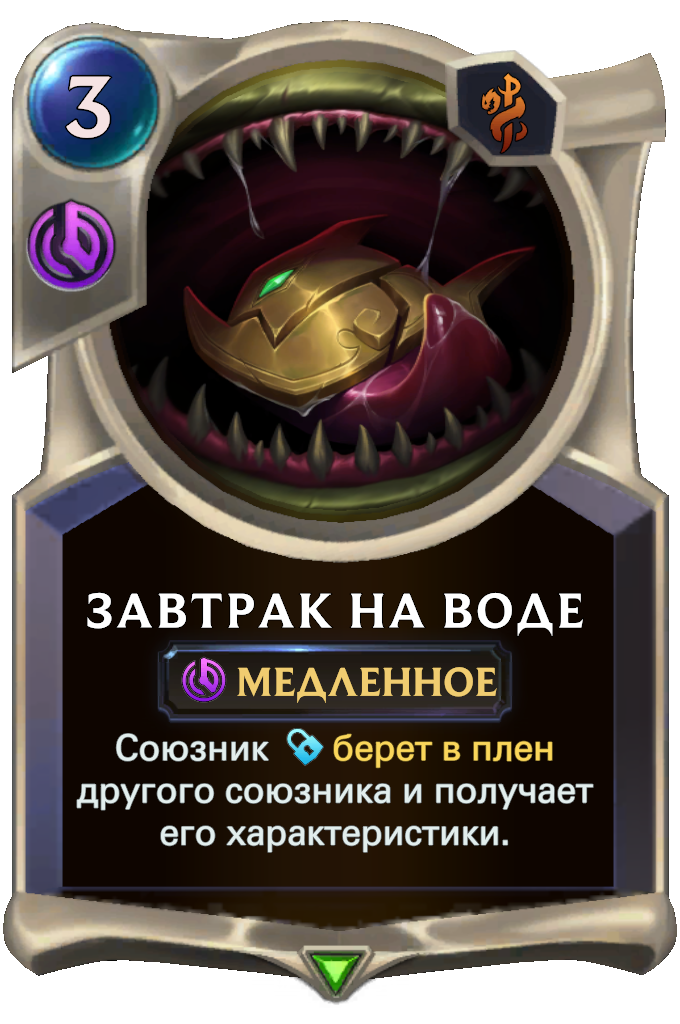 3
ЗАВТРАК НА ВОДЕ
МЕДЛЕННОЕ
Союзник берет в плен
другого союзника и получает
его характеристики.